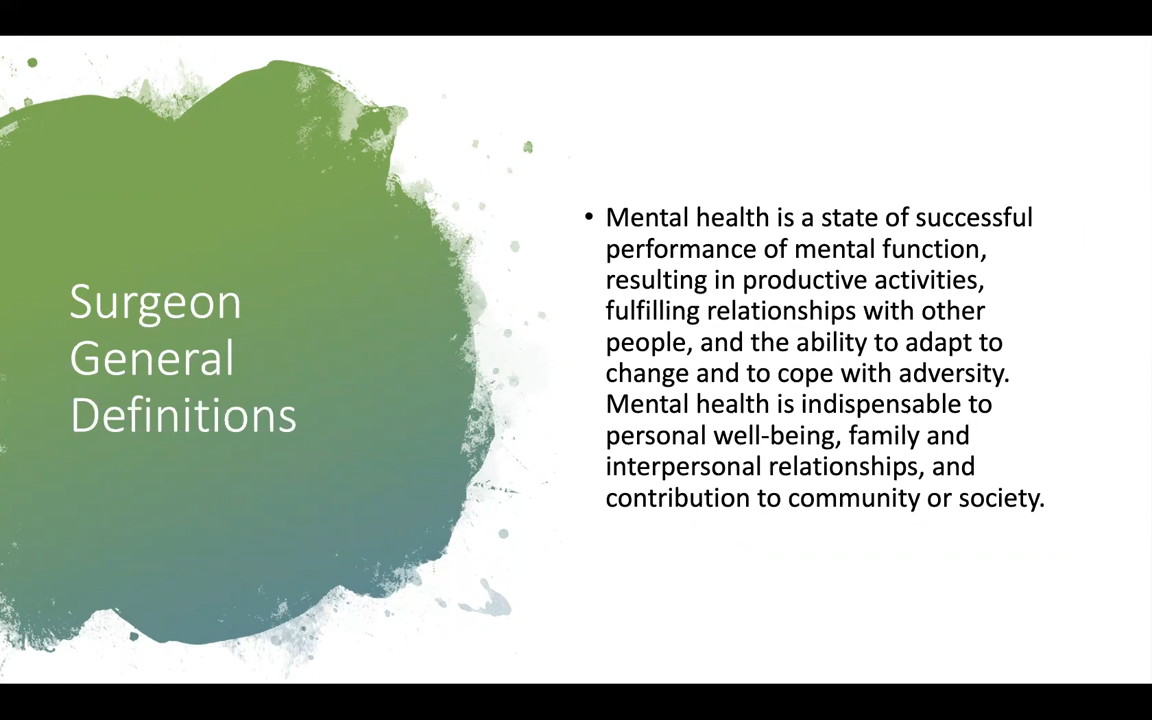 Surgeon
General
Definitions
• Mental health is a state of successful
performance of mental function,
resulting in productive activities,
fulfilling relationships with other
people, and the ability to adapt to
change and to cope with adversity.
Mental health is indispensable to
personal well-being, family and
interpersonal relationships, and
contribution to community or society.